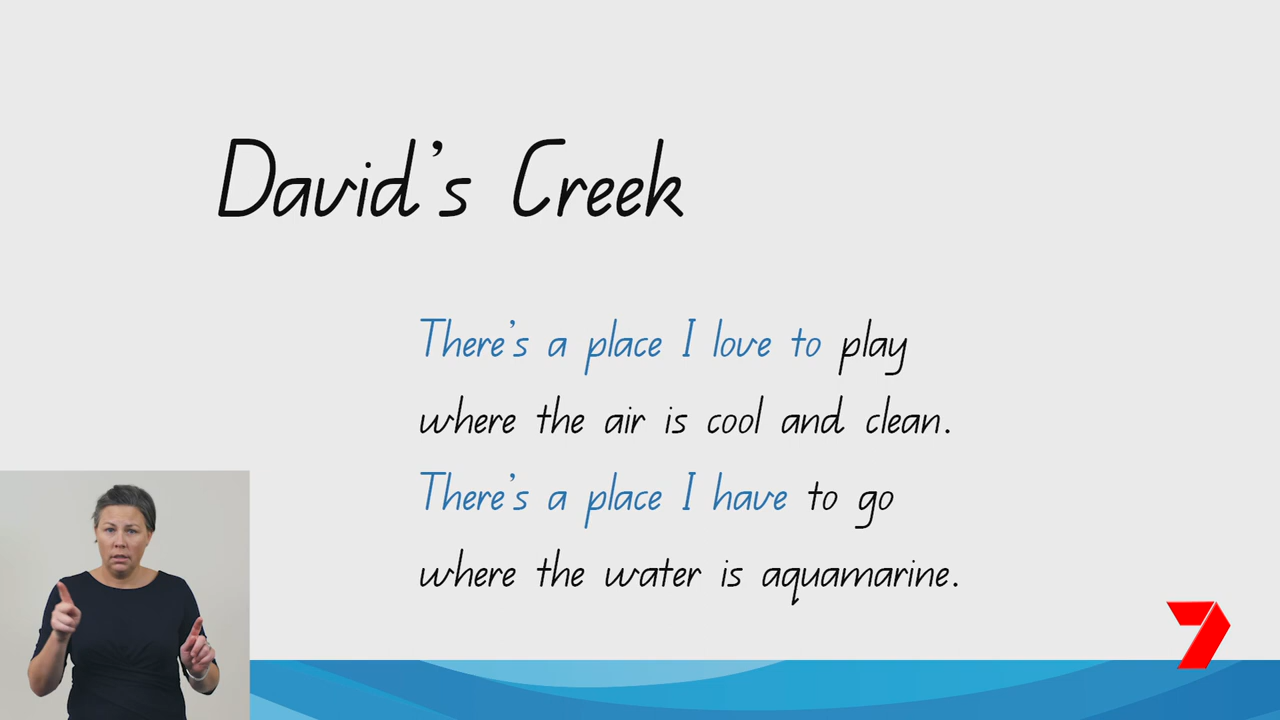 David's Creek
There's a place I love to play
where the air is cool and clean.
There's a place I have to go
where the water is aquamarine.
7